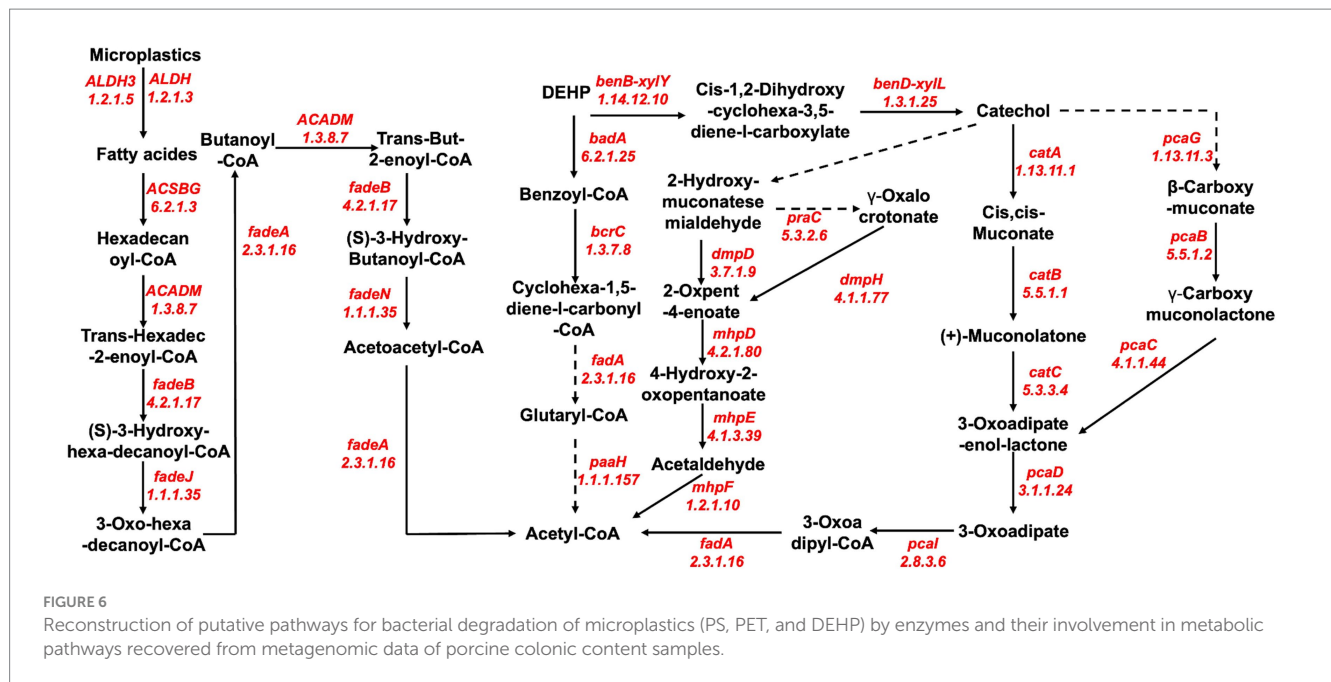 Microplastics
ALDH3
1.2.1.5
ALDH
1.2.1.3
Fatty acides
ACSBG
6.2.1.3
Hexadecan
oyl-CoA
ACADM
1.3.8.7
Trans-Hexadec
-2-enoyl-CoA
fadeB
4.2.1.17
(S)-3-Hydroxy-
hexa-decanoyl-CoA
fadeJ
1.1.1.35
3-Oxo-hexa
-decanoyl-CoA
fadeA
2.3.1.16
Butanoyl
-CoA
ACADM
1.3.8.7
Trans-But-
2-enoyl-CoA
fadeB
4.2.1.17
(S)-3-Hydroxy-
Butanoyl-CoA
fadeN
1.1.1.35
Acetoacetyl-CoA
fadeA
2.3.1.16
DEHP
benB-xylY
1.14.12.10
Cis-1,2-Dihydroxy
-cyclohexa-3,5-
diene-l-carboxylate
benD-xylL
1.3.1.25
Catechol
badA
6.2.1.25
Benzoyl-CoA
bcrC
1.3.7.8
Cyclohexa-1,5-
diene-l-carbonyl
-CoA
fadA
2.3.1.16
Glutaryl-CoA
paaH
1.1.1.157
Acetyl-CoA
2-Hydroxy-
muconatese
mialdehyde
praC
5.3.2.6
γ-Oxalo
crotonate
dmpD
3.7.1.9
dmpH
4.1.1.77
2-Oxpent
-4-enoate
mhpD
4.2.1.80
4-Hydroxy-2-
oxopentanoate
mhpE
4.1.3.39
Acetaldehyde
mhpF
1.2.1.10
catA
1.13.11.1
Cis,cis-
Muconate
catB
5.5.1.1
(+)-Muconolatone
catC
5.3.3.4
3-Oxoadipate
-enol-lactone
pcaD
3.1.1.24
3-Oxoadipate
pcaI
2.8.3.6
3-Oxoa
dipyl-CoA
fadA
2.3.1.16
pcaG
1.13.11.3
β-Carboxy
-muconate
pcaB
5.5.1.2
γ-Carboxy
muconolactone
pcaC
4.1.1.44
FIGURE 6
Reconstruction of putative pathways for bacterial degradation of microplastics (PS, PET, and DEHP) by enzymes and their involvement in metabolic
pathways recovered from metagenomic data of porcine colonic content samples.